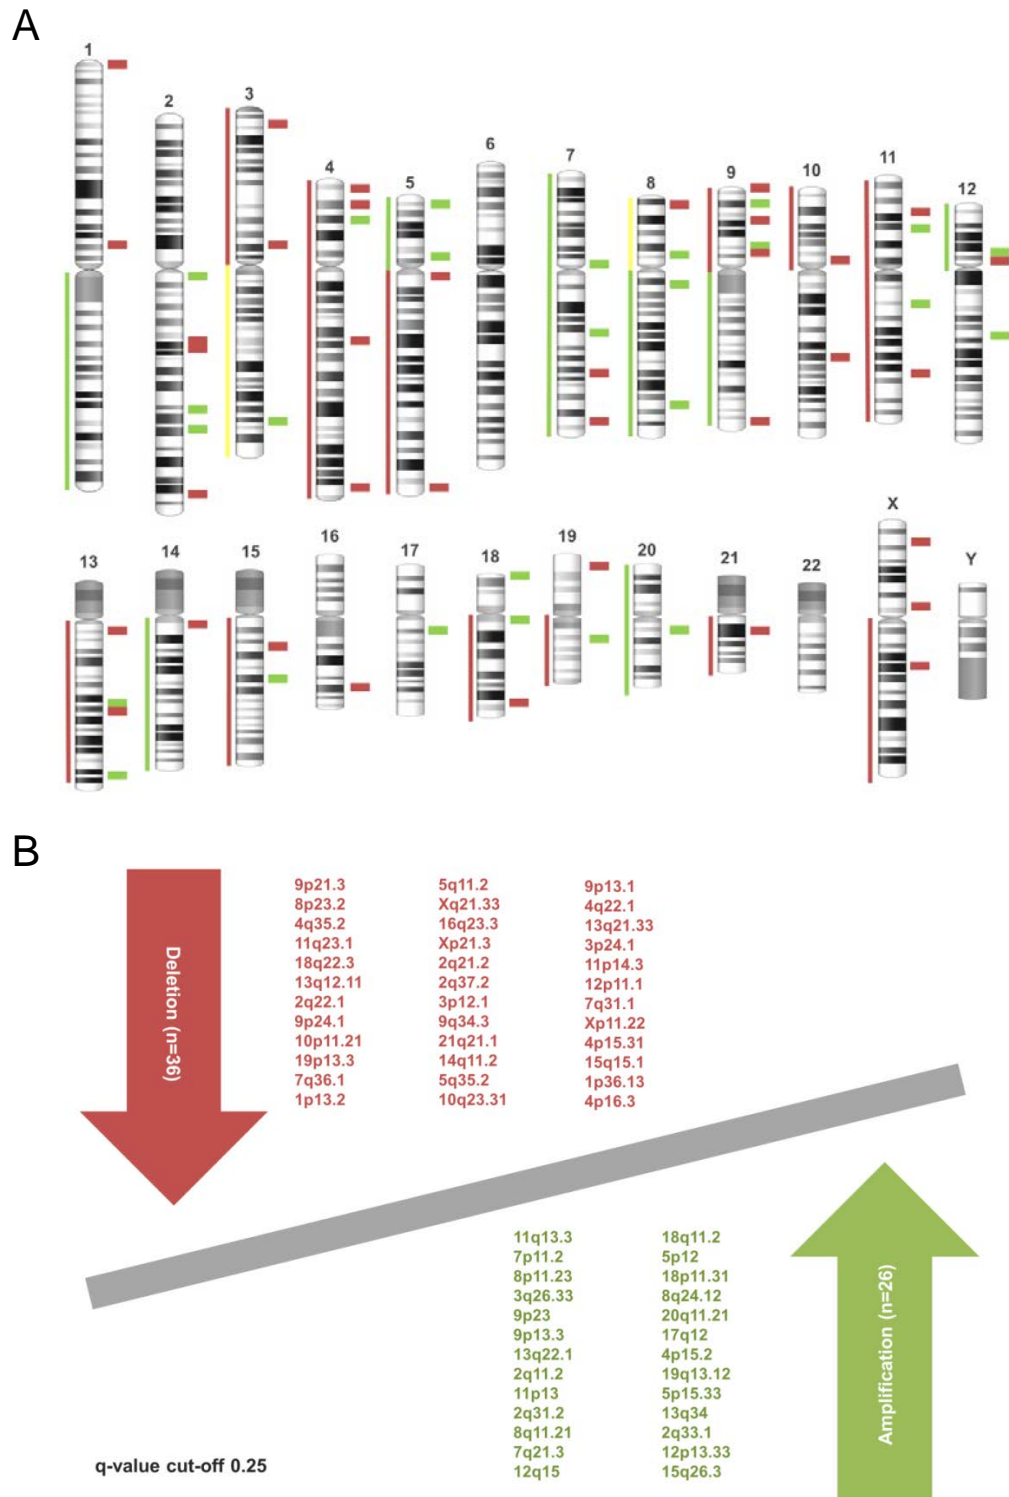 A
1
2
3
4
5
6
7
8
9
10
11
12
13
14
15
16
17
18
19
20
21
22
X
Y
B
Deletion (n=36)
9p21.3
8p23.2
4q35.2
11q23.1
18q22.3
13q12.11
2q22.1
9p24.1
10p11.21
19p13.3
7q36.1
1p13.2
5q11.2
Xq21.33
16q23.3
Xp21.3
2q21.2
2q37.2
3p12.1
9q34.3
21q21.1
14q11.2
5q35.2
10q23.31
9p13.1
4q22.1
13q21.33
3p24.1
11p14.3
12p11.1
7q31.1
Xp11.22
4p15.31
15q15.1
1p36.13
4p16.3
11q13.3
7p11.2
8p11.23
3q26.33
9p23
9p13.3
13q22.1
2q11.2
11p13
2q31.2
8q11.21
7q21.3
12q15
18q11.2
5p12
18p11.31
8q24.12
20q11.21
17q12
4p15.2
19q13.12
5p15.33
13q34
2q33.1
12p13.33
15q26.3
Amplification (n=26)
q-value cut-off 0.25